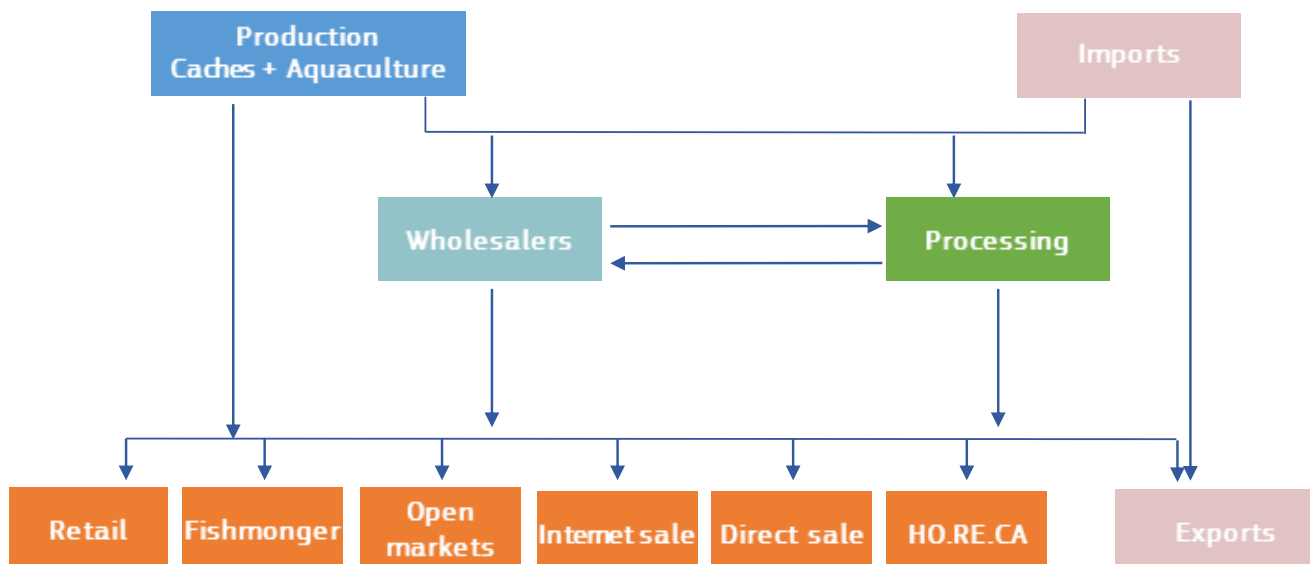 Production
Caches + Aquaculture
Imports
Wholesalers
Processing
Retail
Fishmonger
Open
markets
Internet sale
Direct sale
HO.RE.CA
Exports